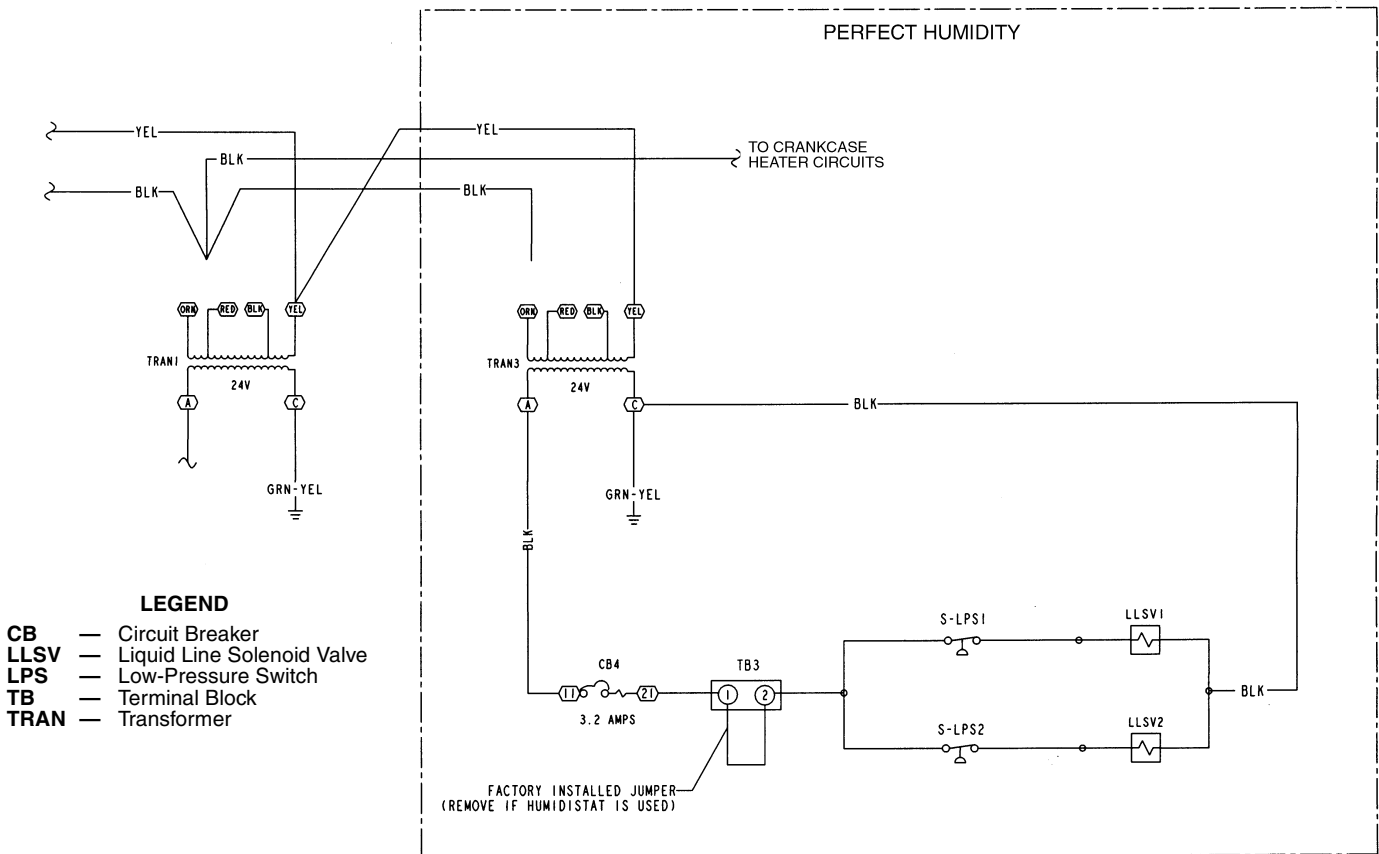 PERFECT HUMIDITY
YEL
YEL
BLK
TO CRANKCASE
HEATER CIRCUITS
BLK
BLK
ORN
RED
BLK
YEL
ORN
RED
BLK
YEL
TRAN1
24V
TRAN3
24V
A
C
A
C
BLK
GRN-YEL
GRN-YEL
BLK
LEGEND
CB — Circuit Breaker
LLSV — Liquid Line Solenoid Valve
LPS — Low-Pressure Switch
TB — Terminal Block
TRAN — Transformer
S-LPS1
LLSV1
CB4
TB3
11
21
1
2
BLK
3.2 AMPS
S-LPS2
LLSV2
FACTORY INSTALLED JUMPER
(REMOVE IF HUMIDISTAT IS USED)